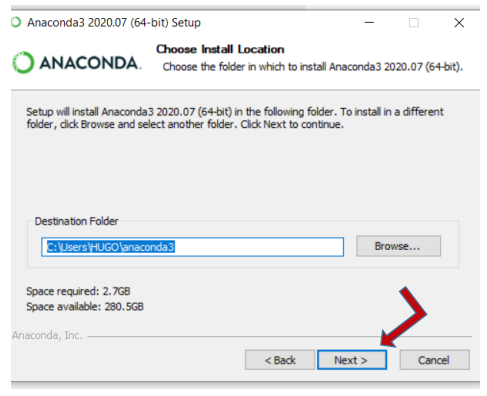 Anaconda3 2020.07 (64-bit) Setup
ANACONDA.
Choose Install Location
Choose the folder in which to install Anaconda3 2020.07 (64-bit).
Setup will install Anaconda3 2020.07 (64-bit) in the following folder. To install in a different
folder, click Browse and select another folder. Click Next to continue.
Destination Folder
C:\Users\HUGO\anaconda3
Browse...
Space required: 2.7GB
Space available: 280.5GB
Anaconda, Inc.
< Back
Next >
Cancel